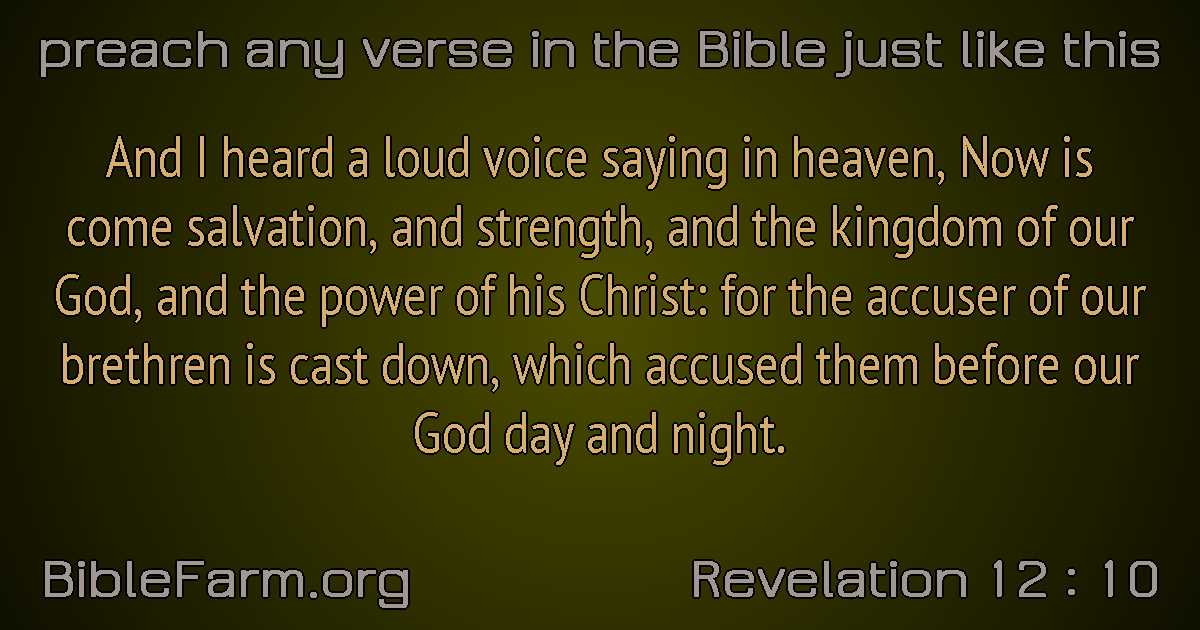 preach any verse in the Bible just like this
And I heard a loud voice saying in heaven, Now is
come salvation, and strength, and the kingdom of our
God, and the power of his Christ: for the accuser of our
brethren is cast down, which accused them before our
God day and night.
BibleFarm.org
Revelation 12 : 10